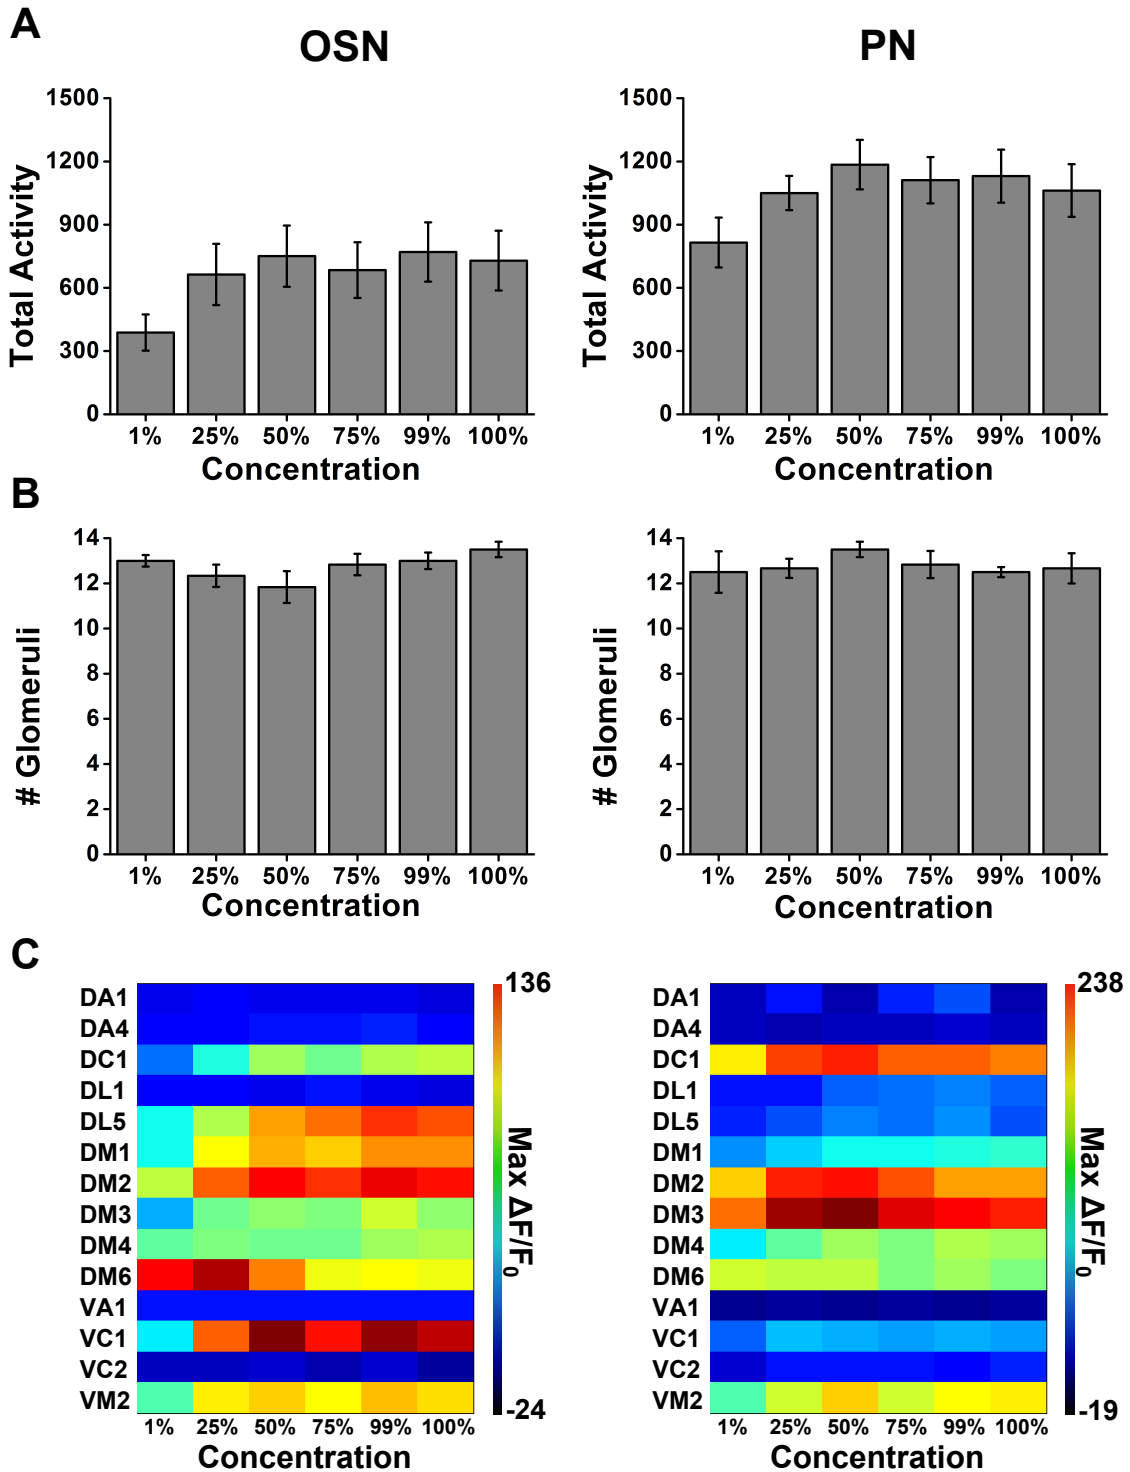 A
OSN
PN
1500
1200
900
600
300
0
Total Activity
1% 25% 50% 75% 99% 100%
Concentration
1500
1200
900
600
300
0
Total Activity
1% 25% 50% 75% 99% 100%
Concentration
B
14
12
10
8
6
4
2
0
# Glomeruli
1% 25% 50% 75% 99% 100%
Concentration
14
12
10
8
6
4
2
0
# Glomeruli
1% 25% 50% 75% 99% 100%
Concentration
C
DA1
DA4
DC1
DL1
DL5
DM1
DM2
DM3
DM4
DM6
VA1
VC1
VC2
VM2
1% 25% 50% 75% 99% 100%
Concentration
136
Max ΔF/F0
-24
DA1
DA4
DC1
DL1
DL5
DM1
DM2
DM3
DM4
DM6
VA1
VC1
VC2
VM2
1% 25% 50% 75% 99% 100%
Concentration
238
Max ΔF/F0
-19